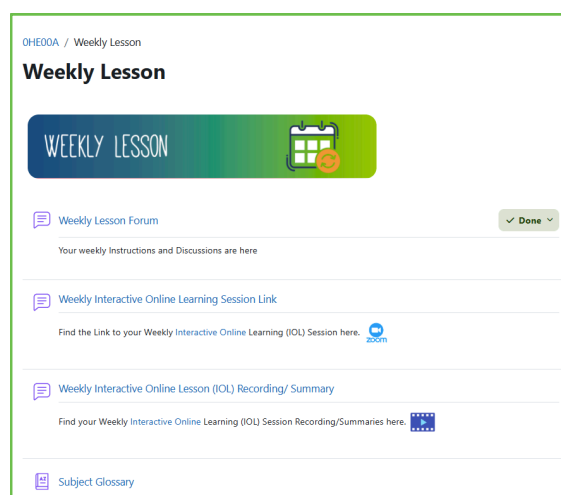 0HE00A / Weekly Lesson
Weekly Lesson
WEEKLY LESSON
Weekly Lesson Forum
Done
Your weekly Instructions and Discussions are here
Weekly Interactive Online Learning Session Link
Find the Link to your Weekly Interactive Online Learning (IOL) Session here.
zoom
Weekly Interactive Online Lesson (IOL) Recording/ Summary
Find your Weekly Interactive Online Learning (IOL) Session Recording/Summaries here.
AZ
Subject Glossary